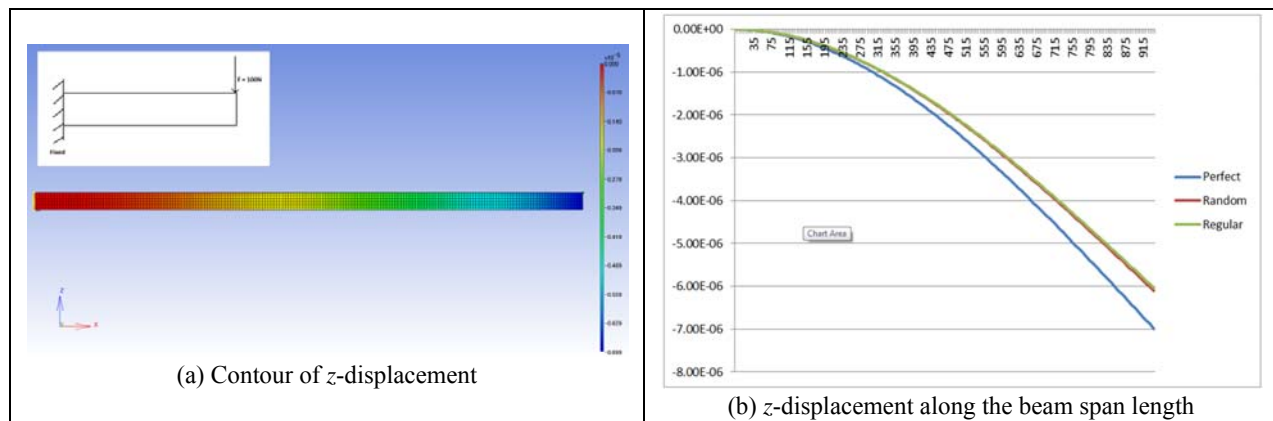 F = 100N
Fixed
z
x
(a) Contour of z-displacement
0.00E+00
-1.00E-06
-2.00E-06
-3.00E-06
-4.00E-06
-5.00E-06
-6.00E-06
-7.00E-06
-8.00E-06
35
75
115
155
195
235
275
315
355
395
435
475
515
555
595
635
675
715
755
795
835
875
915
Chart Area
Perfect
Random
Regular
(b) z-displacement along the beam span length